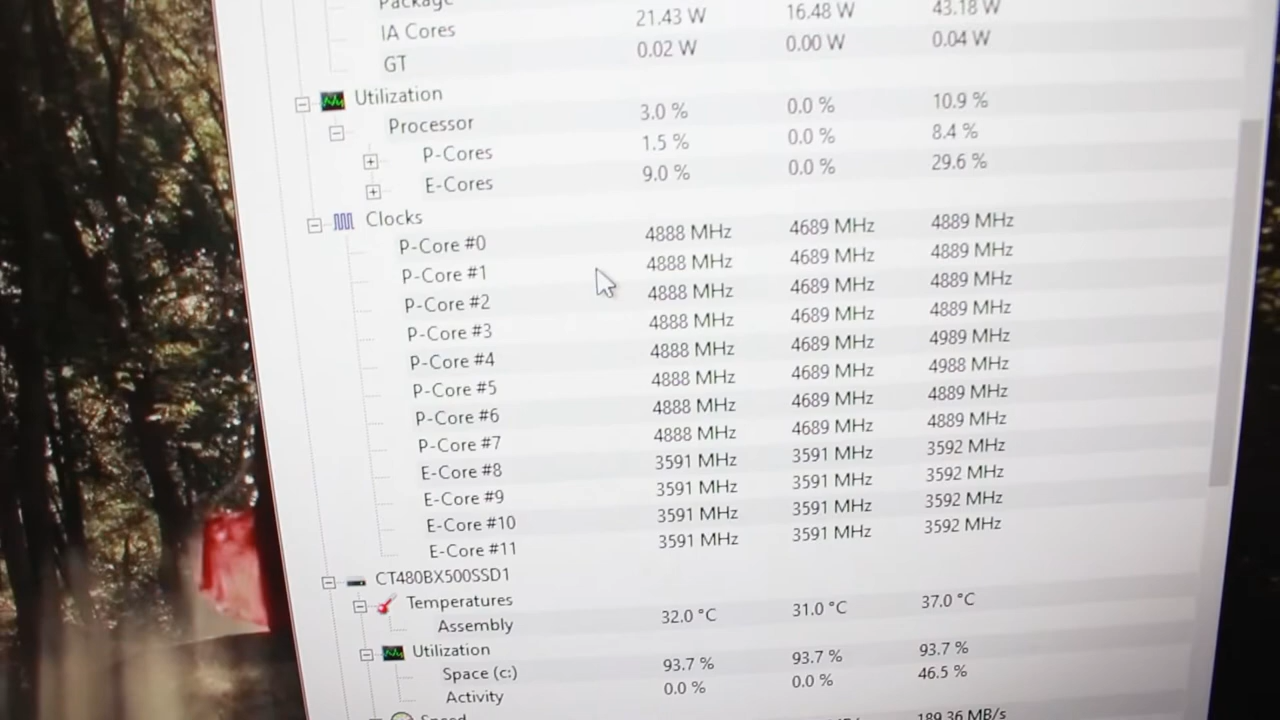 Package
IA Cores 21.43 W 16.48 W 43.18 W
GT 0.02 W 0.00 W 0.04 W
Utilization
Processor 3.0 % 0.0 % 10.9 %
P-Cores 1.5 % 0.0 % 8.4 %
E-Cores 9.0 % 0.0 % 29.6 %
Clocks
P-Core #0 4888 MHz 4689 MHz 4889 MHz
P-Core #1 4888 MHz 4689 MHz 4889 MHz
P-Core #2 4888 MHz 4689 MHz 4889 MHz
P-Core #3 4888 MHz 4689 MHz 4889 MHz
P-Core #4 4888 MHz 4689 MHz 4989 MHz
P-Core #5 4888 MHz 4689 MHz 4988 MHz
P-Core #6 4888 MHz 4689 MHz 4889 MHz
P-Core #7 4888 MHz 4689 MHz 4889 MHz
E-Core #8 3591 MHz 3591 MHz 3592 MHz
E-Core #9 3591 MHz 3591 MHz 3592 MHz
E-Core #10 3591 MHz 3591 MHz 3592 MHz
E-Core #11 3591 MHz 3591 MHz 3592 MHz
CT480BX500SSD1
Temperatures
Assembly 32.0 °C 31.0 °C 37.0 °C
Utilization
Space (c:) 93.7 % 93.7 % 93.7 %
Activity 0.0 % 0.0 % 46.5 %
Speed 189.36 MB/s